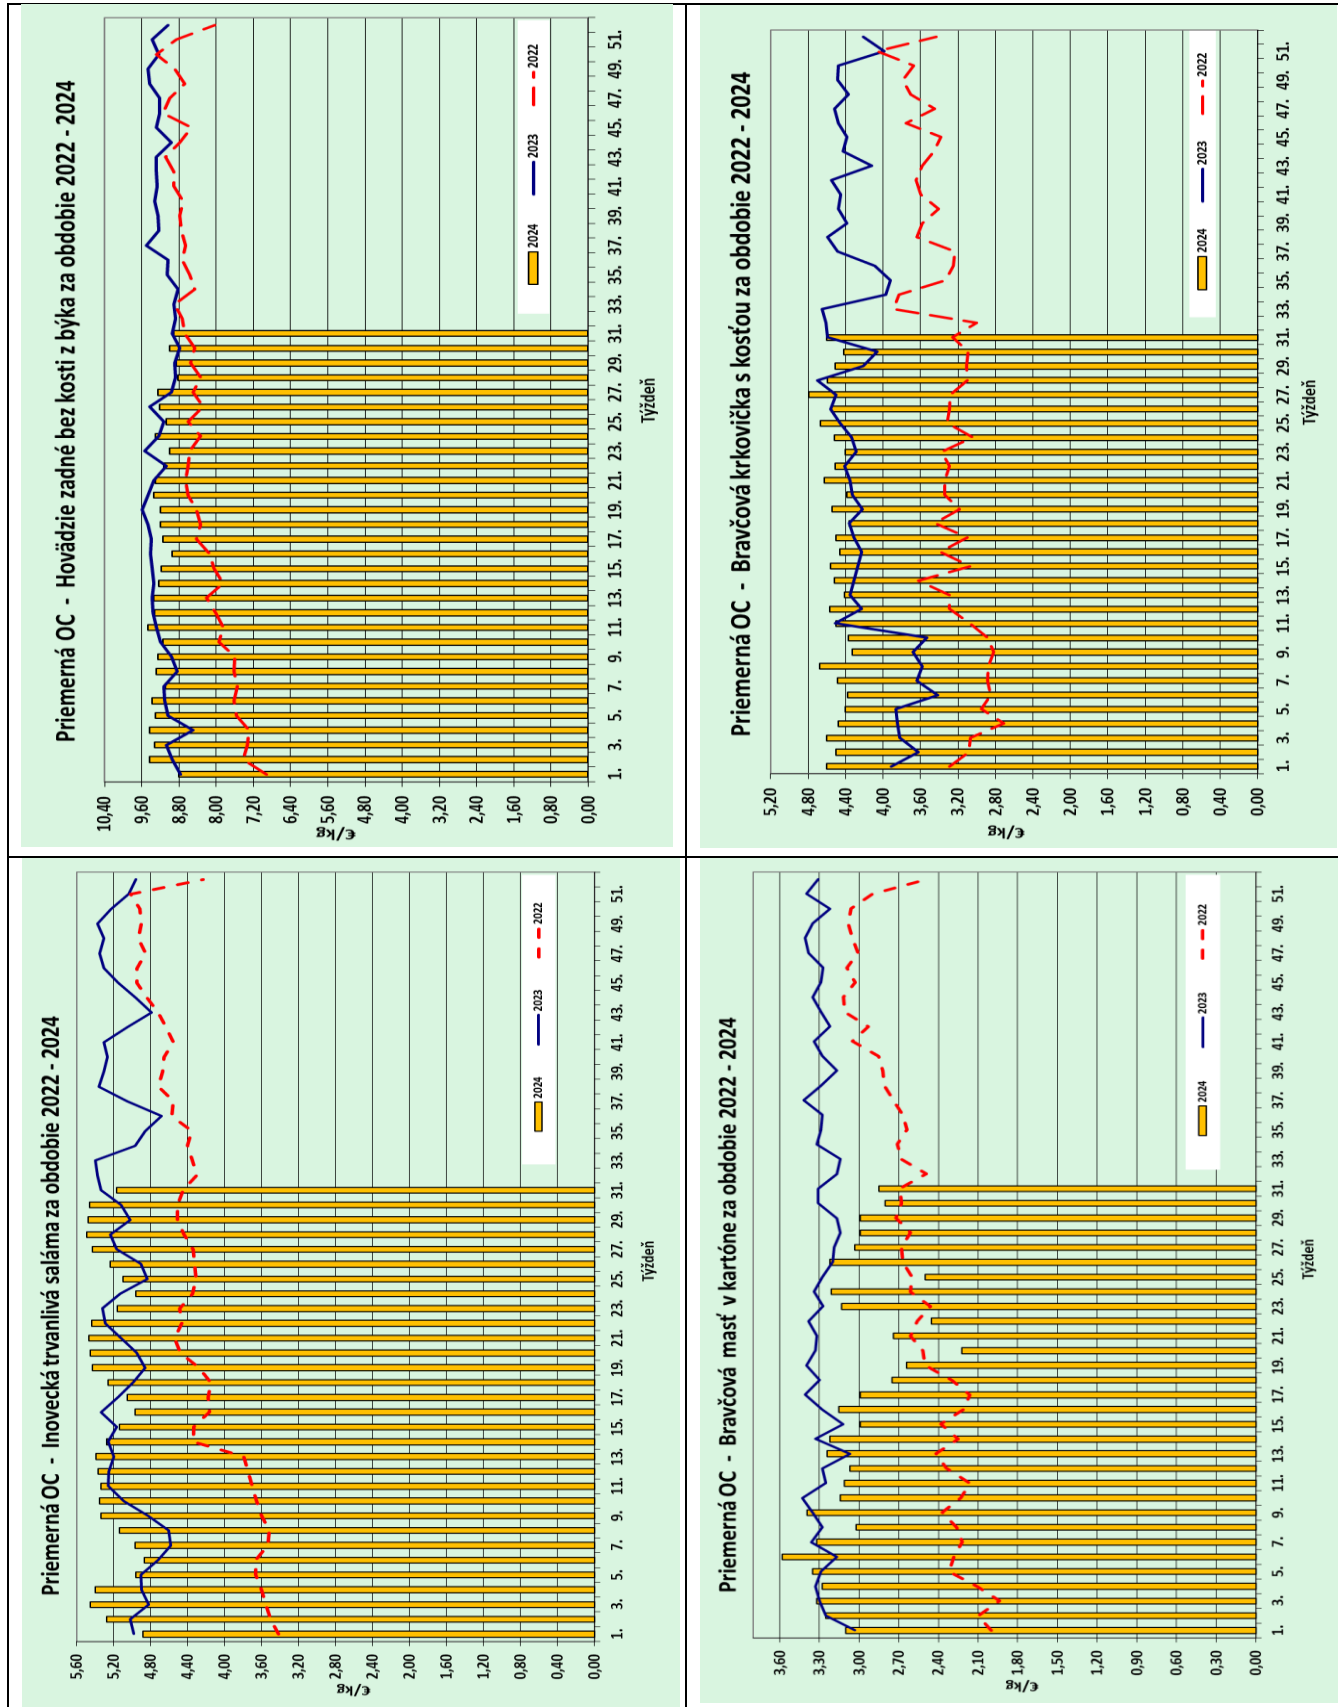 Priemerná OC - Inovecká trvanlivá saláma za obdobie 2022 - 2024
€/kg
5,60
5,20
4,80
4,40
4,00
3,60
3,20
2,80
2,40
2,00
1,60
1,20
0,80
0,40
0,00
2024 2023 2022
1. 3. 5. 7. 9. 11. 13. 15. 17. 19. 21. 23. 25. 27. 29. 31. 33. 35. 37. 39. 41. 43. 45. 47. 49. 51.
Týždeň
Priemerná OC - Hovädzie zadné bez kosti z býka za obdobie 2022 - 2024
€/kg
10,40
9,60
8,80
8,00
7,20
6,40
5,60
4,80
4,00
3,20
2,40
1,60
0,80
0,00
2024 2023 2022
1. 3. 5. 7. 9. 11. 13. 15. 17. 19. 21. 23. 25. 27. 29. 31. 33. 35. 37. 39. 41. 43. 45. 47. 49. 51.
Týždeň
Priemerná OC - Bravčová masť v kartóne za obdobie 2022 - 2024
€/kg
3,60
3,30
3,00
2,70
2,40
2,10
1,80
1,50
1,20
0,90
0,60
0,30
0,00
2024 2023 2022
1. 3. 5. 7. 9. 11. 13. 15. 17. 19. 21. 23. 25. 27. 29. 31. 33. 35. 37. 39. 41. 43. 45. 47. 49. 51.
Týždeň
Priemerná OC - Bravčová krkovička s kosťou za obdobie 2022 - 2024
€/kg
5,20
4,80
4,40
4,00
3,60
3,20
2,80
2,40
2,00
1,60
1,20
0,80
0,40
0,00
2024 2023 2022
1. 3. 5. 7. 9. 11. 13. 15. 17. 19. 21. 23. 25. 27. 29. 31. 33. 35. 37. 39. 41. 43. 45. 47. 49. 51.
Týždeň